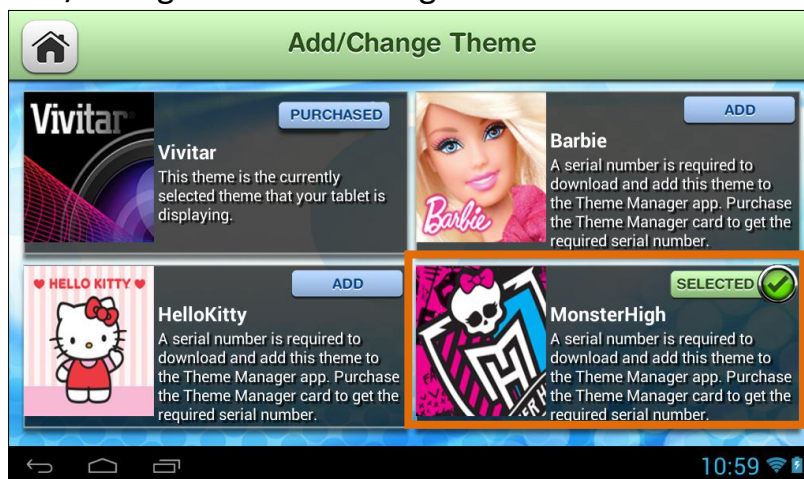 Add/Change Theme
Vivitar
PURCHASED
Vivitar
This theme is the currently
selected theme that your tablet is
displaying.
Barbie
ADD
Barbie
A serial number is required to
download and add this theme to
the Theme Manager app. Purchase
the Theme Manager card to get the
required serial number.
HELLO KITTY
ADD
HelloKitty
A serial number is required to
download and add this theme to
the Theme Manager app. Purchase
the Theme Manager card to get the
required serial number.
SELECTED
MonsterHigh
A serial number is required to
download and add this theme to
the Theme Manager app. Purchase
the Theme Manager card to get the
required serial number.
10:59